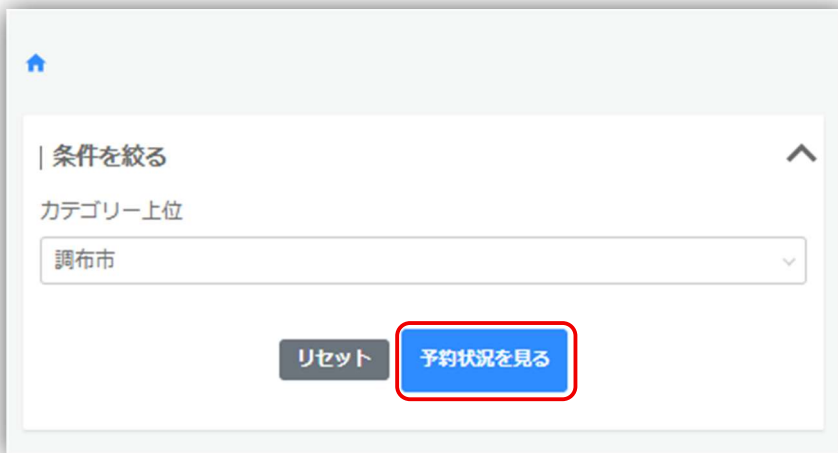 |条件を絞る
カテゴリー上位
調布市
リセット 予約状況を見る